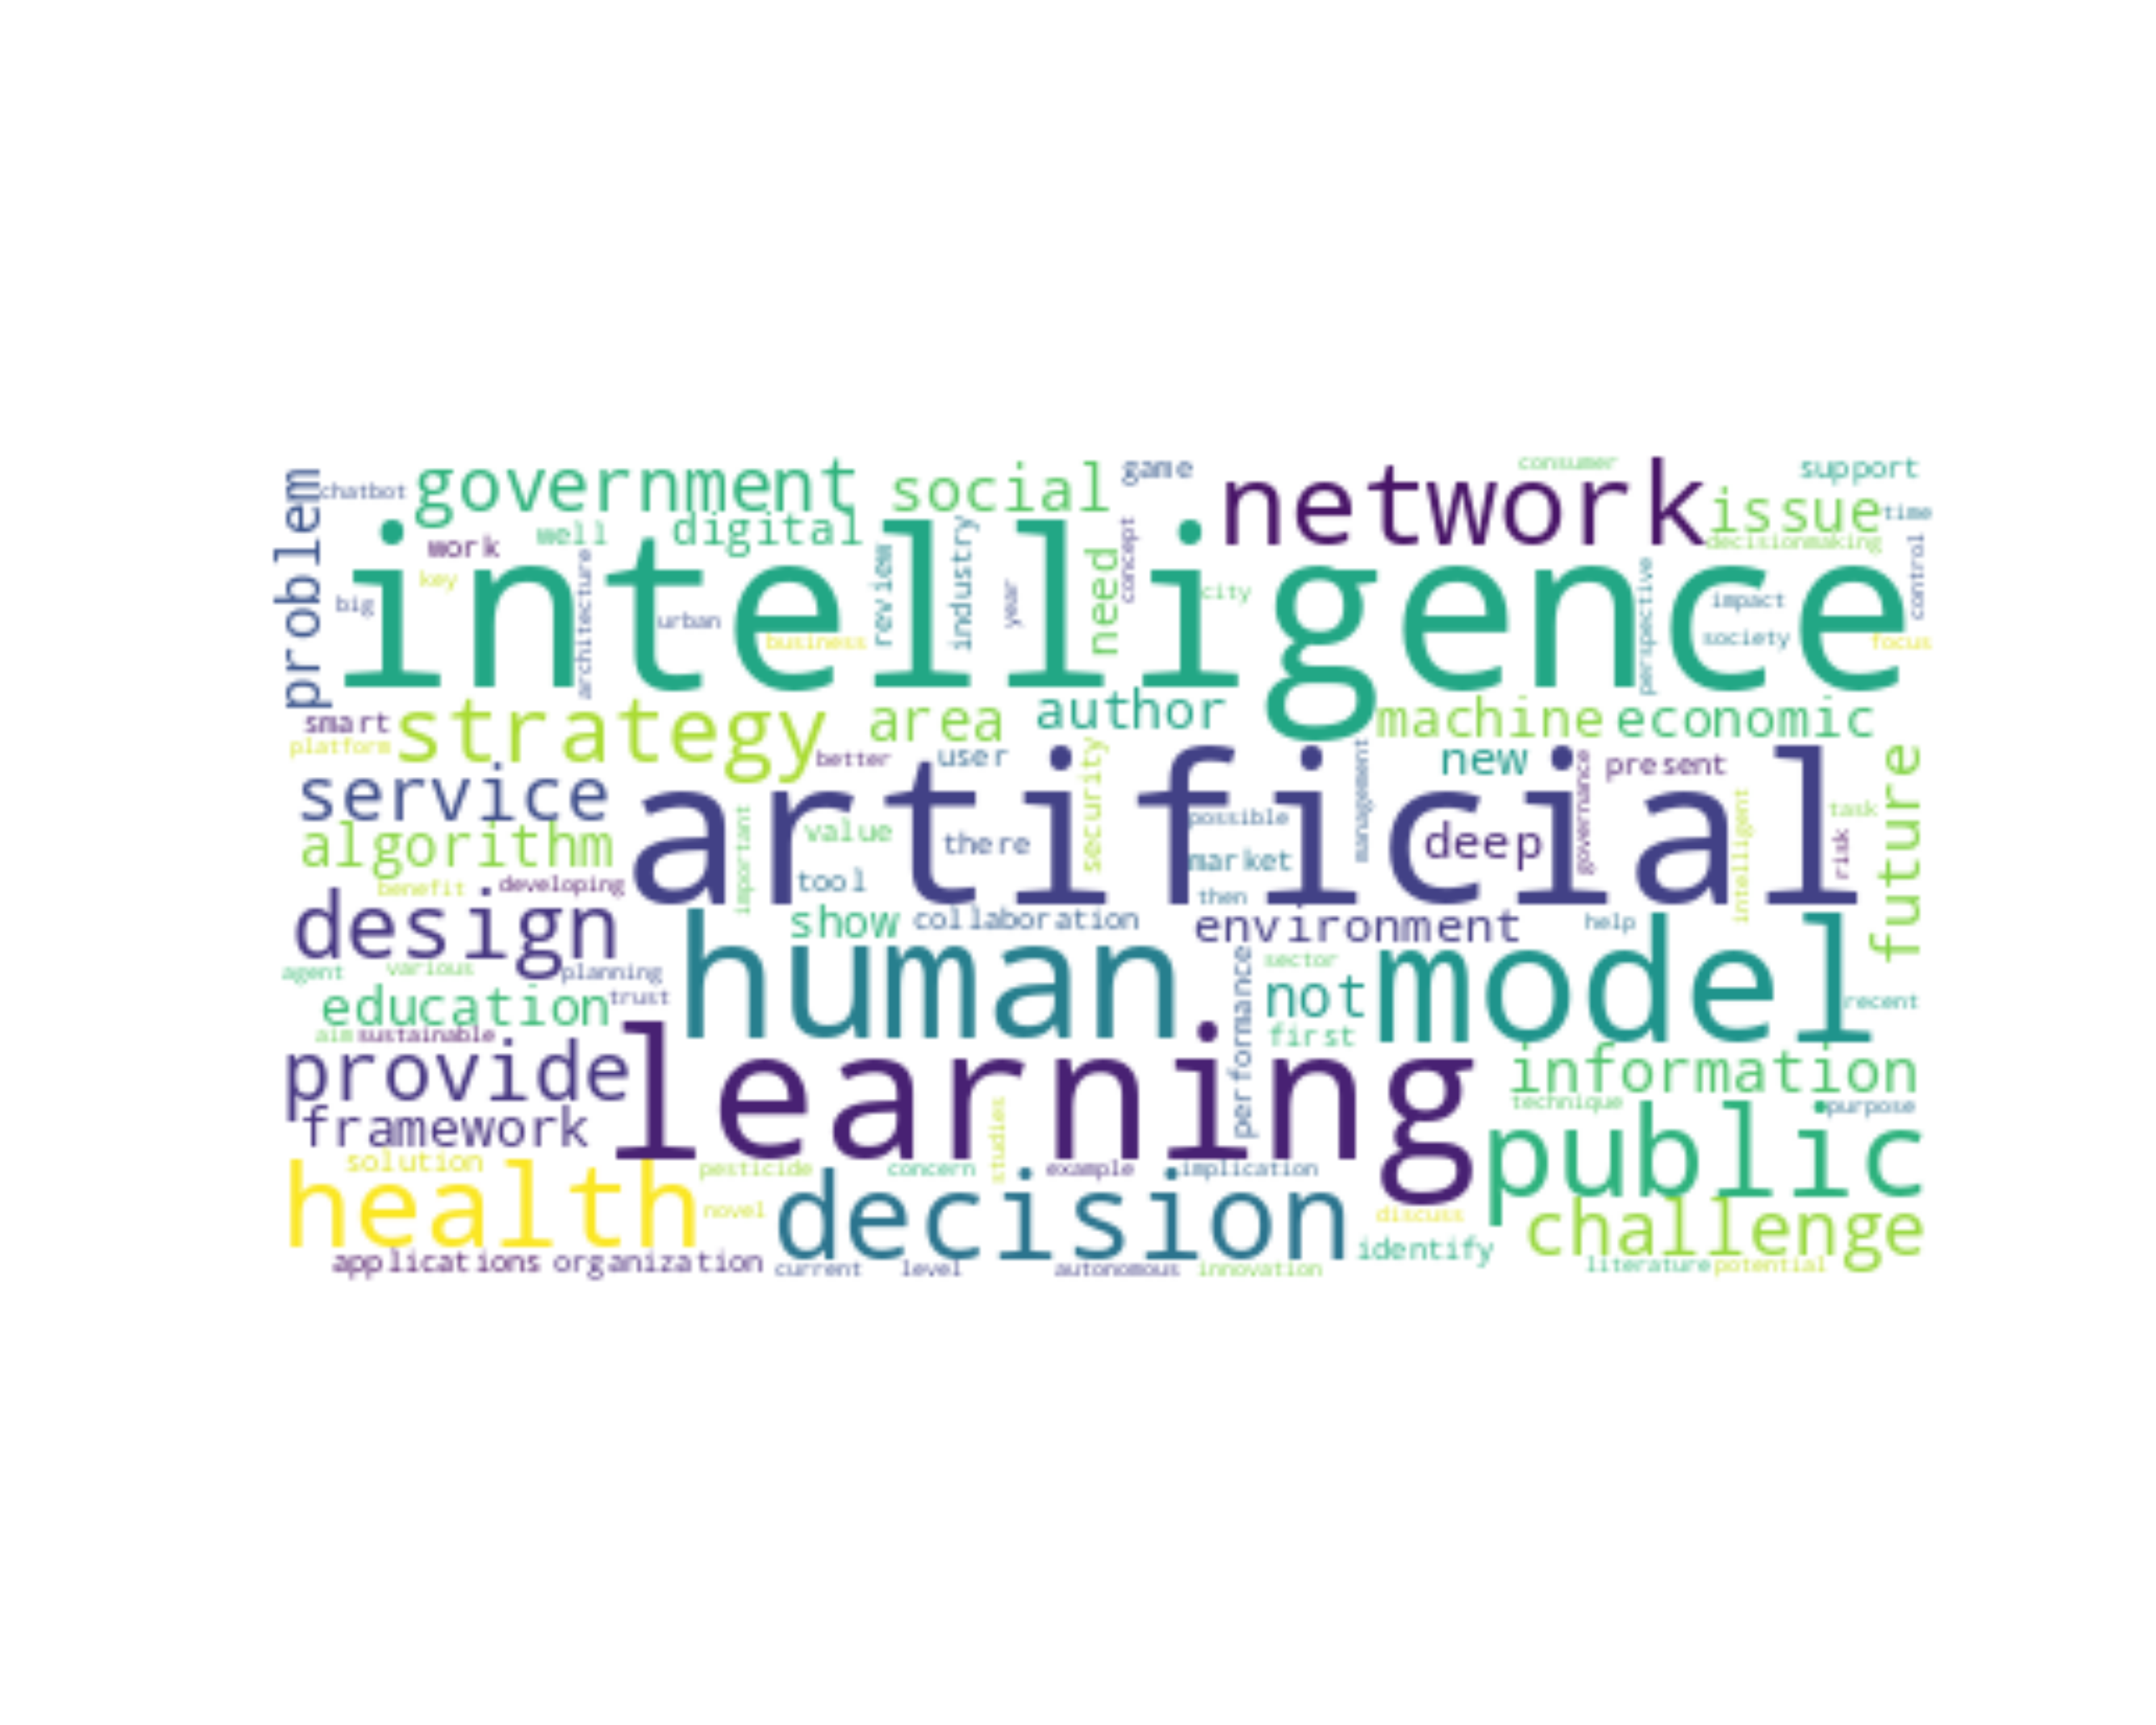 problem chatbot government social game network consumer support
issue time
work well digital review industry need concept decisionmaking control
intelligence
key big architecture urban business year city perspective impact society focus
smart strategy area author machine economic
platform better user security management new governance present future
service artificial
algorithm important value there possible deep intelligent task risk
benefit developing tool market then
design show collaboration environment help
agent various planning human performance sector not model recent
education trust first
aim sustainable
provide learning information
framework studies technique purpose
solution pesticide concern example implication public
health novel decision discuss challenge
applications organization current level autonomous innovation identify literature potential